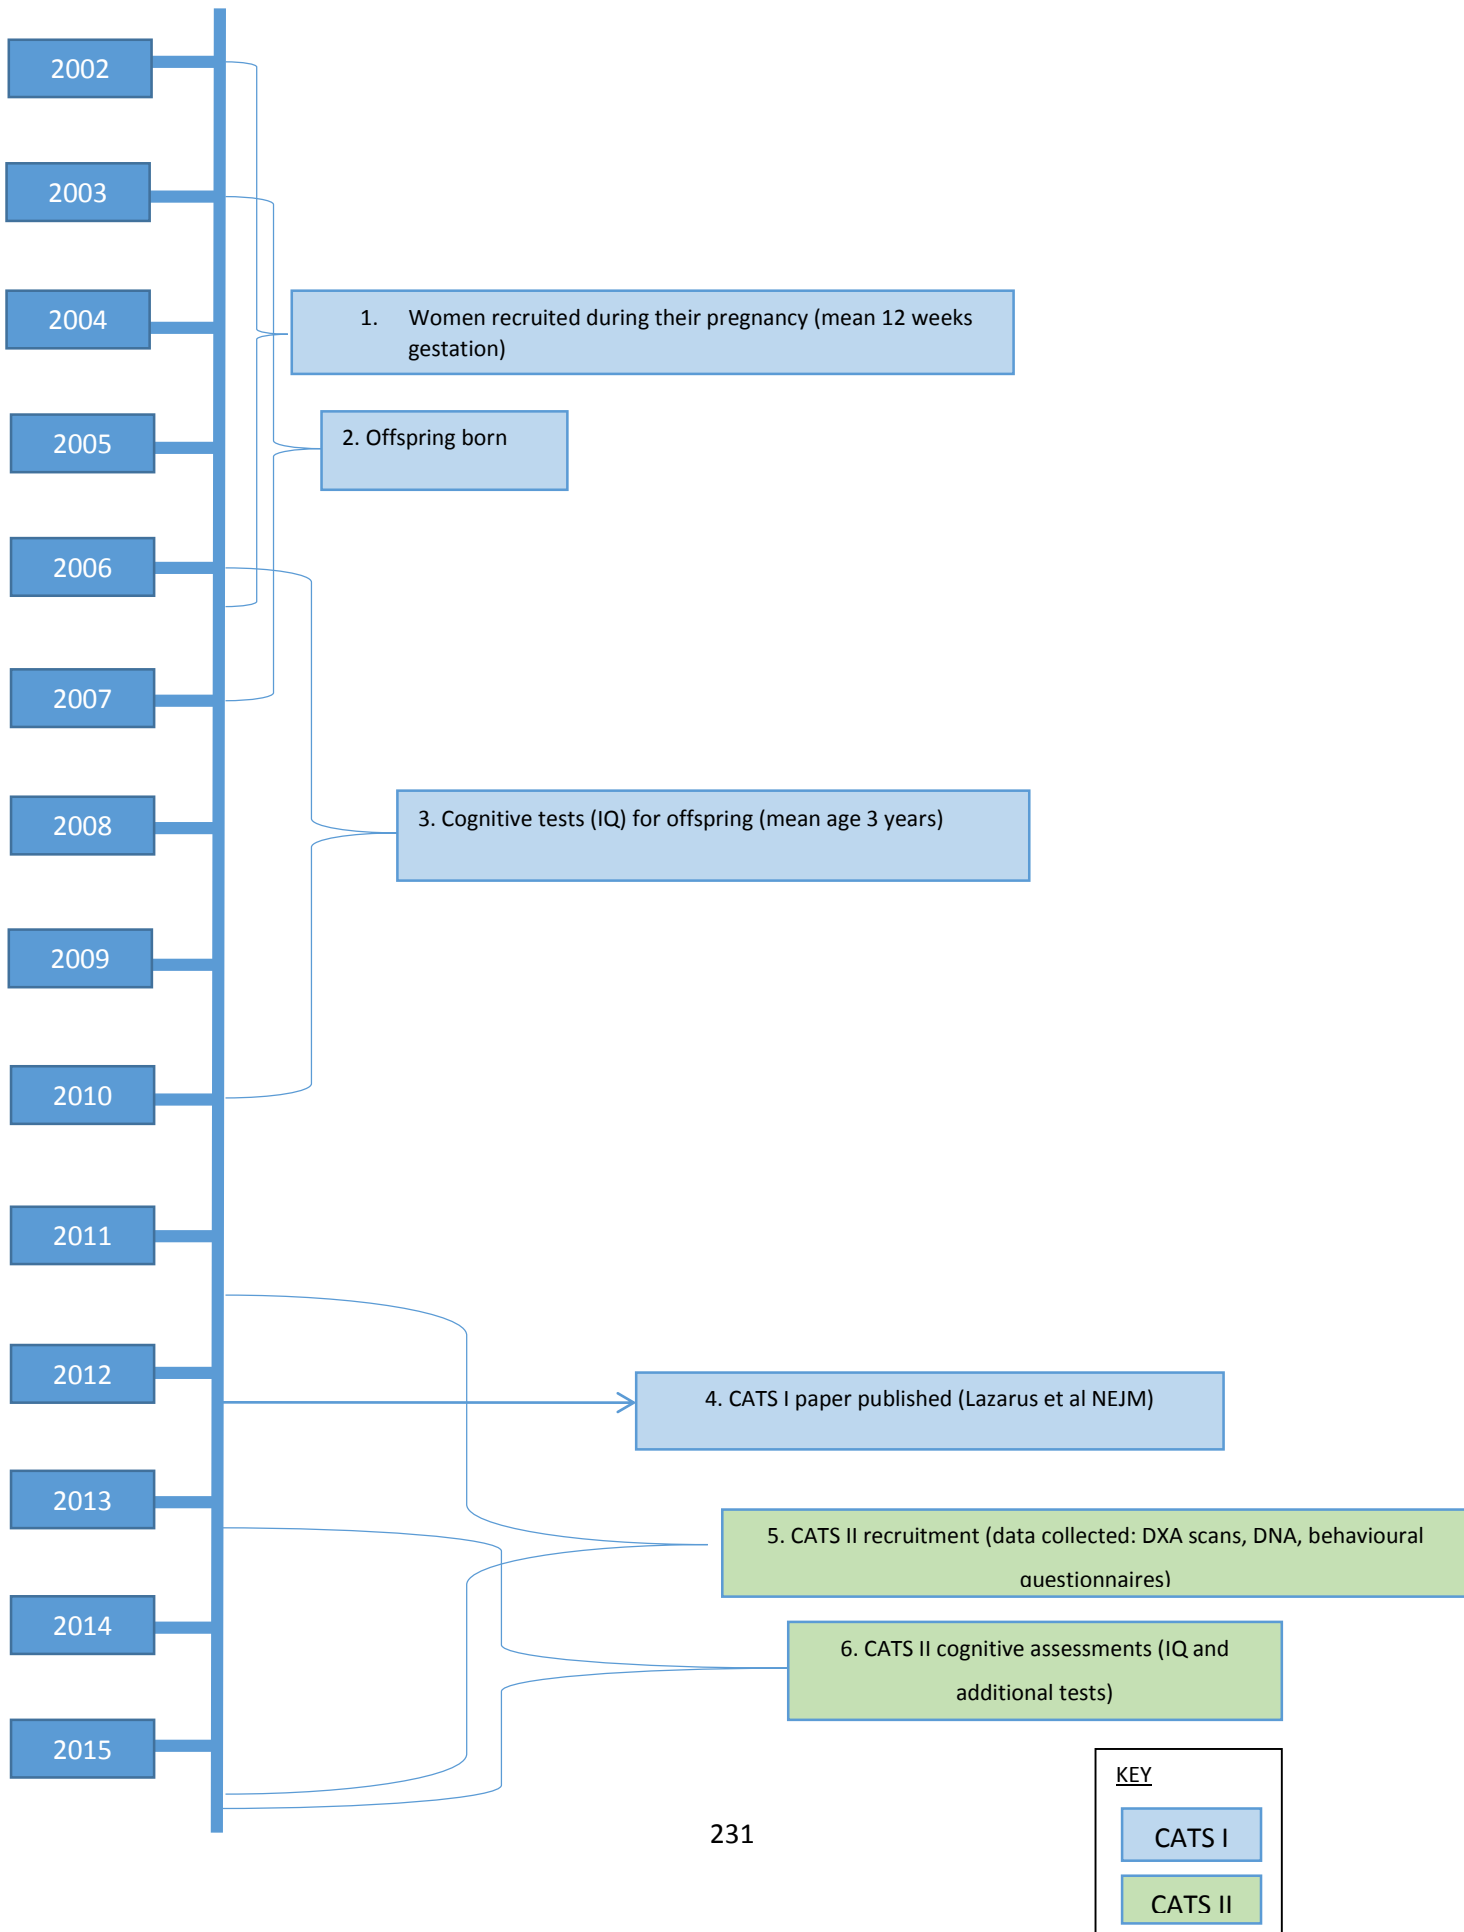 2002
2003
2004
1. Women recruited during their pregnancy (mean 12 weeks
gestation)
2005
2. Offspring born
2006
2007
2008
3. Cognitive tests (IQ) for offspring (mean age 3 years)
2009
2010
2011
2012
4. CATS I paper published (Lazarus et al NEJM)
2013
5. CATS II recruitment (data collected: DXA scans, DNA, behavioural
questionnaires)
2014
6. CATS II cognitive assessments (IQ and
additional tests)
2015
KEY
CATS I
CATS II
231